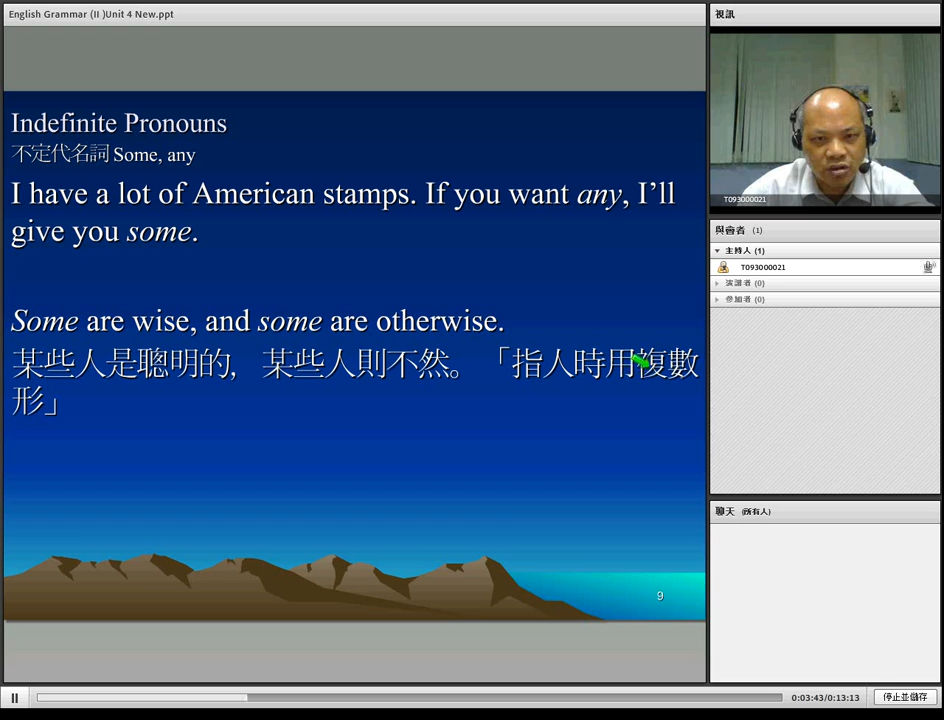 English Grammar (II )Unit 4 New.ppt
Indefinite Pronouns
不定代名詞 Some, any
I have a lot of American stamps. If you want any, I'll
give you some.
Some are wise, and some are otherwise.
某些人是聰明的, 某些人則不然。「指人時用複數
形」
9
視訊
T093000021
與會者 (1)
主持人 (1)
T093000021
演講者 (0)
參加者 (0)
聊天 (所有人)
0:03:43/0:13:13
停止並儲存